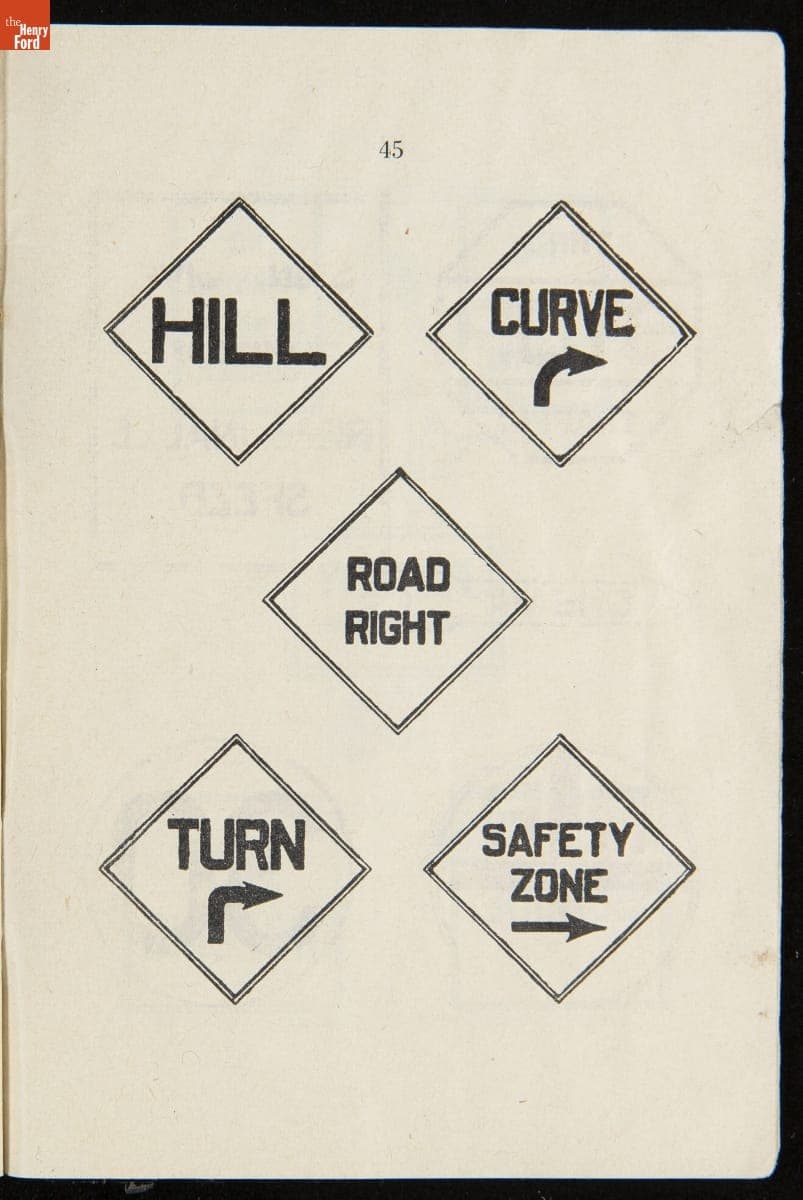 the
Henry
Ford
45
HILL
CURVE
ROAD
RIGHT
TURN
SAFETY
ZONE